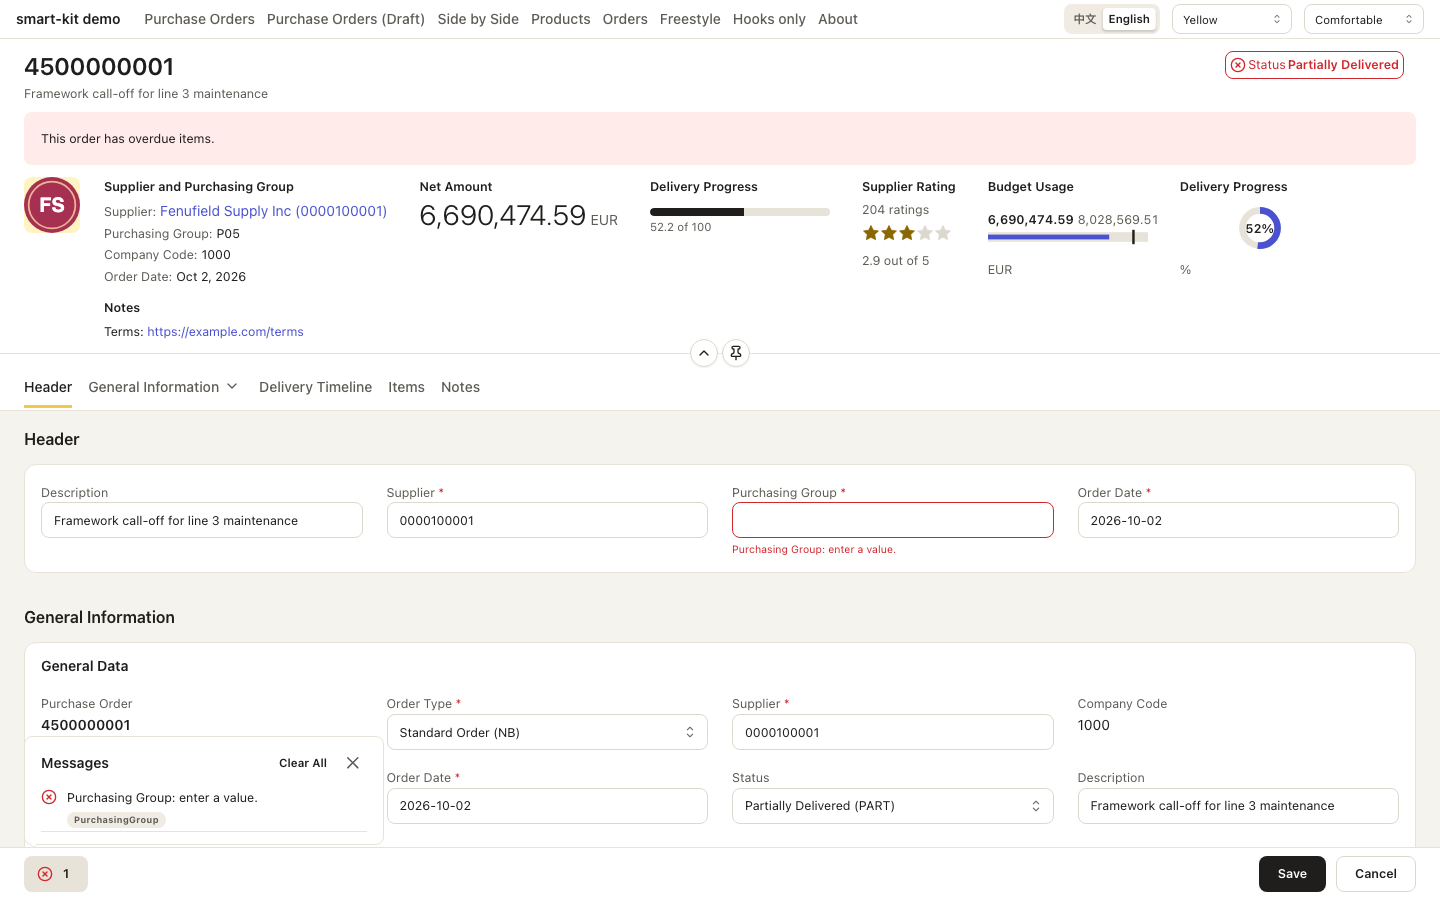 smart-kit demo Purchase Orders Purchase Orders (Draft) Side by Side Products Orders Freestyle Hooks only About 中文 English Yellow Comfortable
4500000001
Status Partially Delivered
Framework call-off for line 3 maintenance
This order has overdue items.
FS
Supplier and Purchasing Group
Supplier: Fenufield Supply Inc (0000100001)
Purchasing Group: P05
Company Code: 1000
Order Date: Oct 2, 2026
Notes
Terms: https://example.com/terms
Net Amount
6,690,474.59 EUR
Delivery Progress
52.2 of 100
Supplier Rating
204 ratings
2.9 out of 5
Budget Usage
6,690,474.59 8,028,569.51
EUR
Delivery Progress
52%
%
Header General Information Delivery Timeline Items Notes
Header
Description Supplier * Purchasing Group * Order Date *
Framework call-off for line 3 maintenance 0000100001 2026-10-02
Purchasing Group: enter a value.
General Information
General Data
Purchase Order Order Type * Supplier * Company Code
4500000001 Standard Order (NB) 0000100001 1000
Order Date * Status Description
2026-10-02 Partially Delivered (PART) Framework call-off for line 3 maintenance
Messages Clear All
Purchasing Group: enter a value.
PurchasingGroup
1 Save Cancel